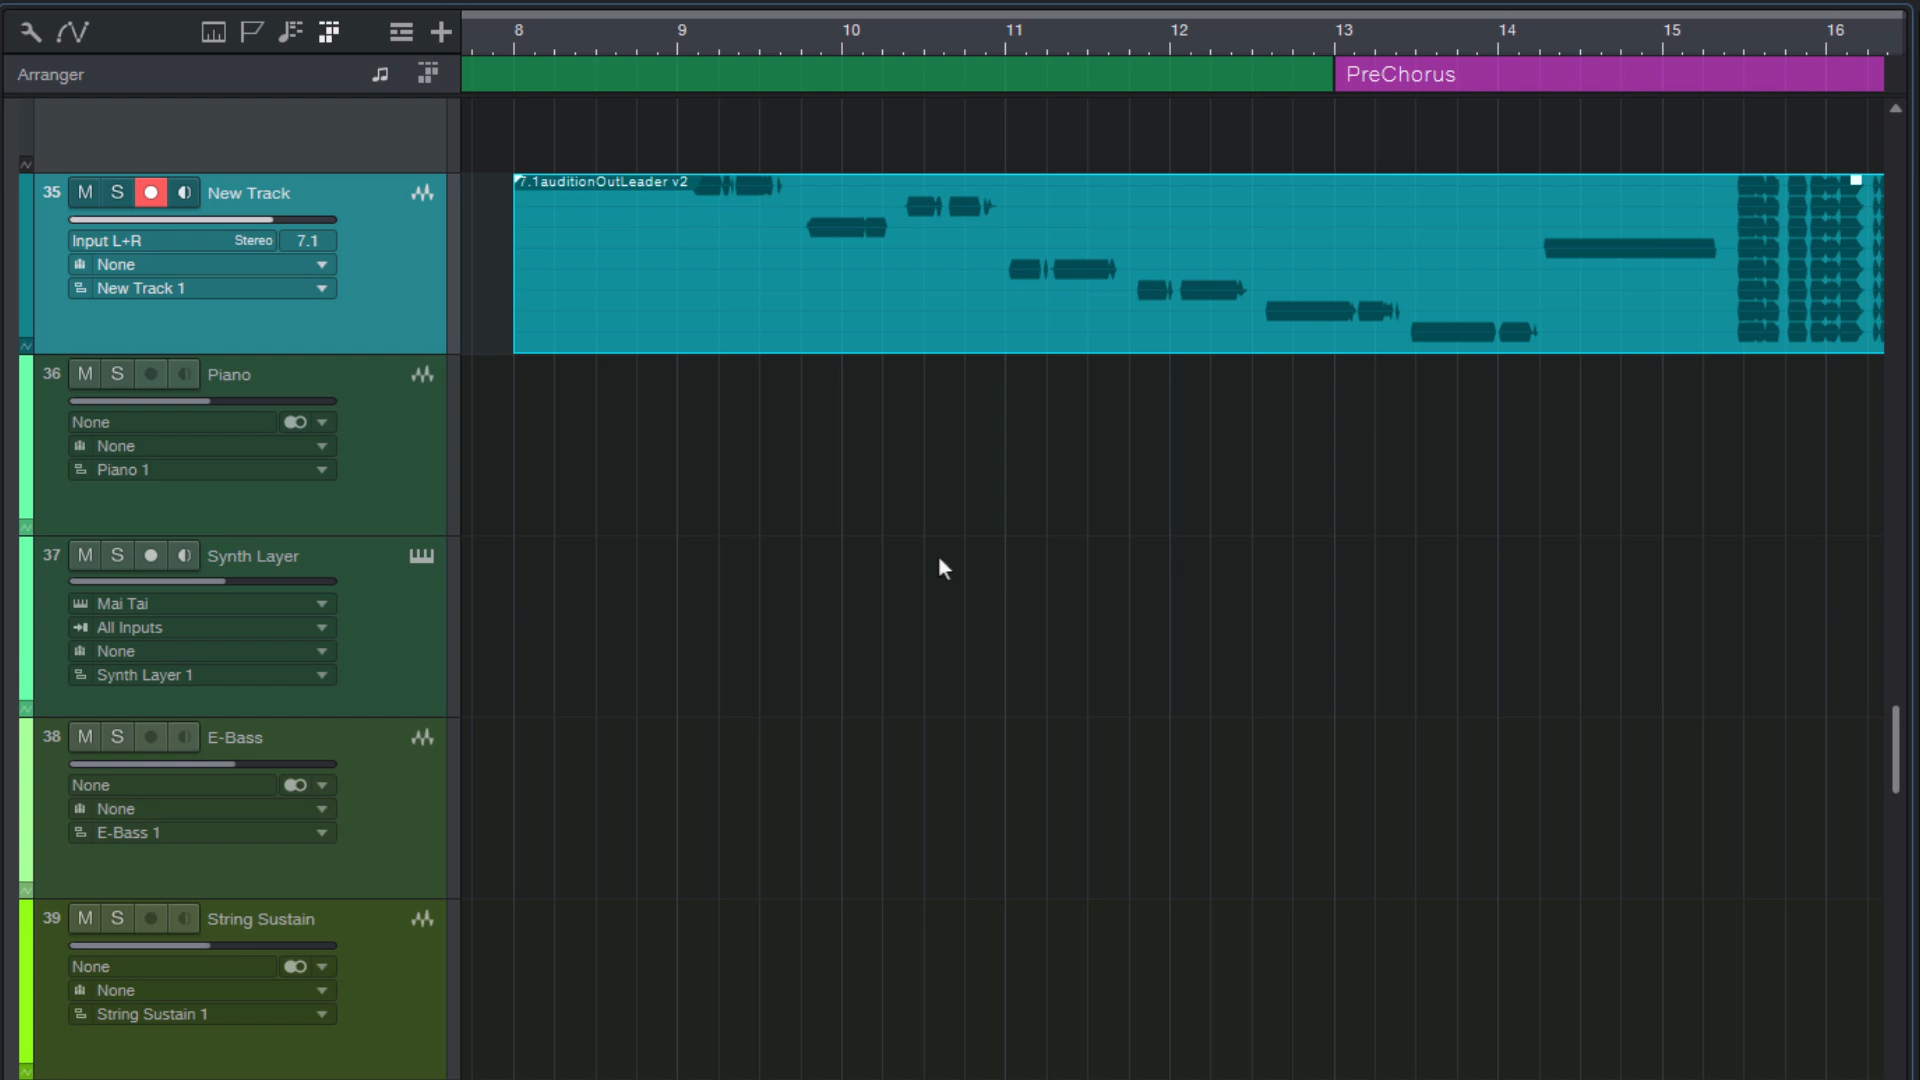 8 9 10 11 12 13 14 15 16
Arranger
PreChorus
35 M S New Track
7.1auditionOutLeader v2
Input L+R Stereo 7.1
None
New Track 1
36 M S Piano
None
None
Piano 1
37 M S Synth Layer
Mai Tai
All Inputs
None
Synth Layer 1
38 M S E-Bass
None
None
E-Bass 1
39 M S String Sustain
None
None
String Sustain 1